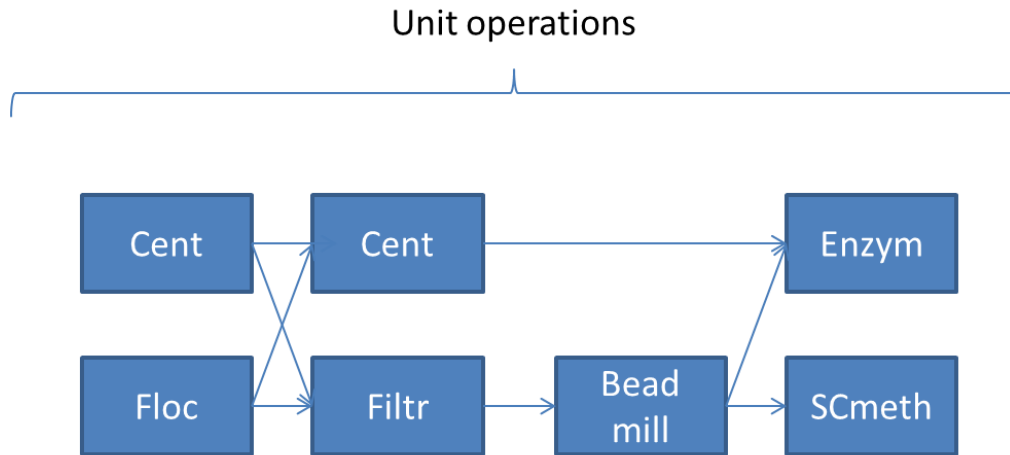 Unit operations
Cent
Cent
Enzym
Floc
Filtr
Bead
mill
SCmeth